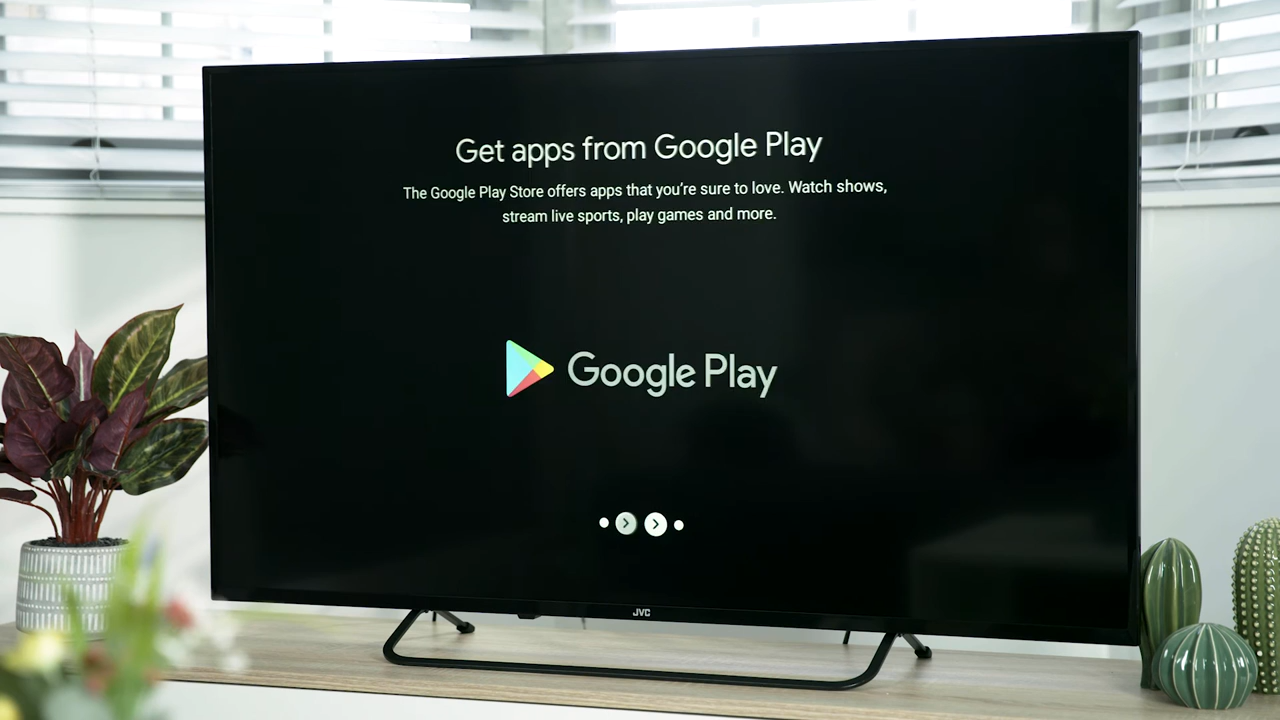 Get apps from Google Play
The Google Play Store offers apps that you're sure to love. Watch shows,
stream live sports, play games and more.
Google Play
JVC